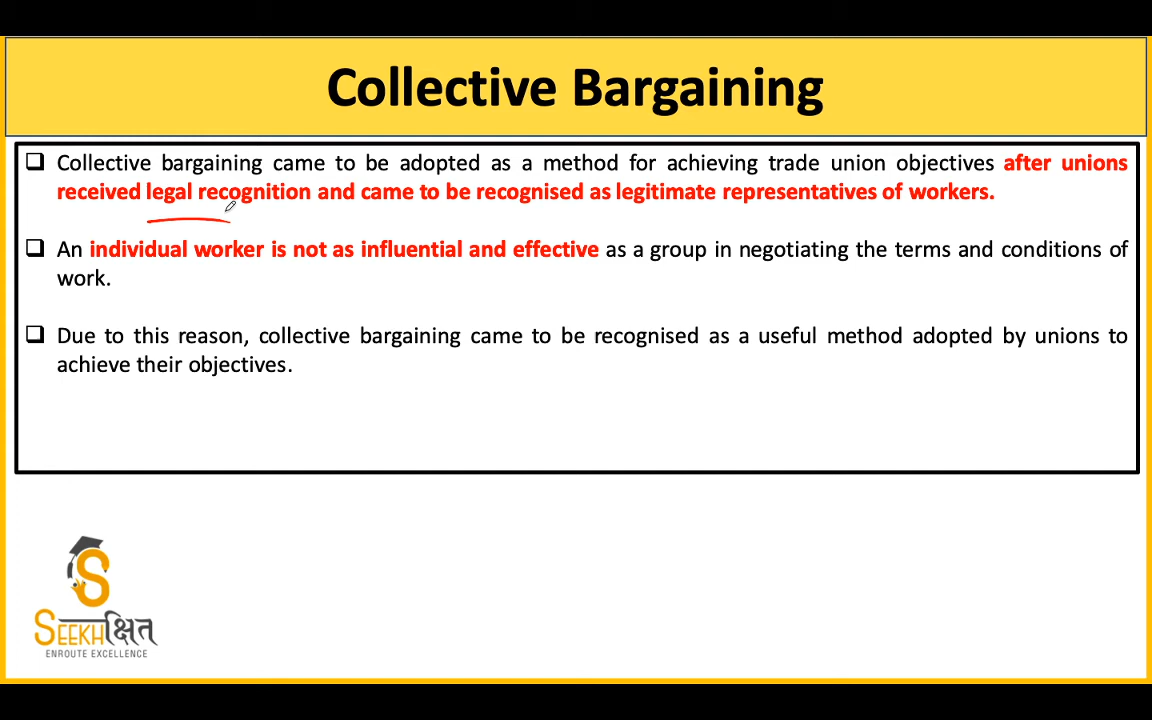 Collective Bargaining
❑ Collective bargaining came to be adopted as a method for achieving trade union objectives after unions
received legal recognition and came to be recognised as legitimate representatives of workers.
❑ An individual worker is not as influential and effective as a group in negotiating the terms and conditions of
work.
❑ Due to this reason, collective bargaining came to be recognised as a useful method adopted by unions to
achieve their objectives.
S
SEEKHक्षित
ENROUTE EXCELLENCE